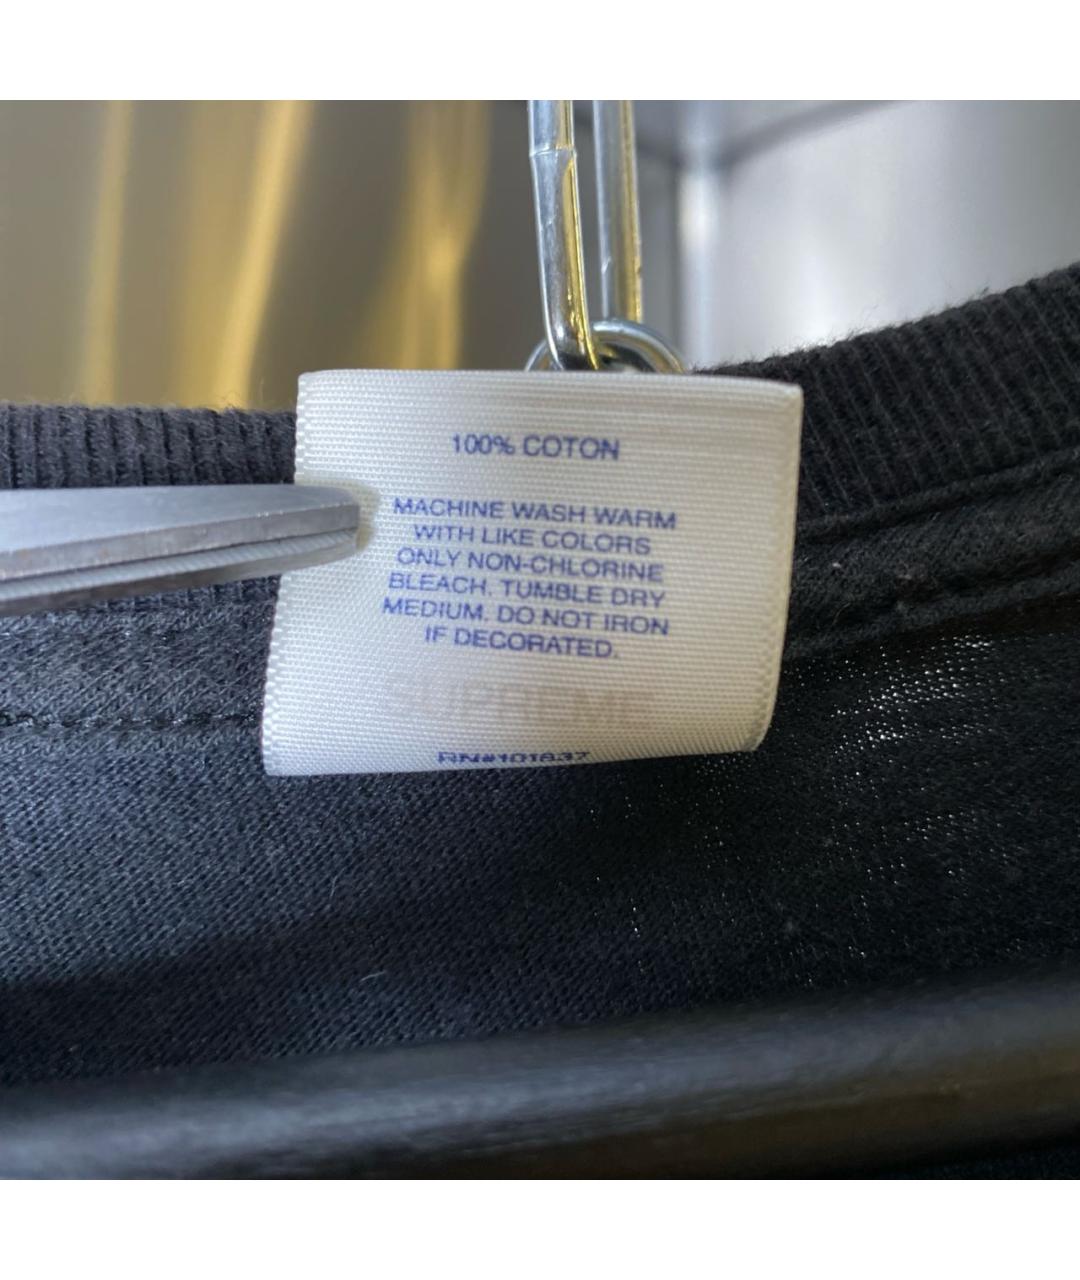 100% COTON
MACHINE WASH WARM
WITH LIKE COLORS
ONLY NON-CHLORINE
BLEACH. TUMBLE DRY
MEDIUM. DO NOT IRON
IF DECORATED.
SUPREME
RN#101837